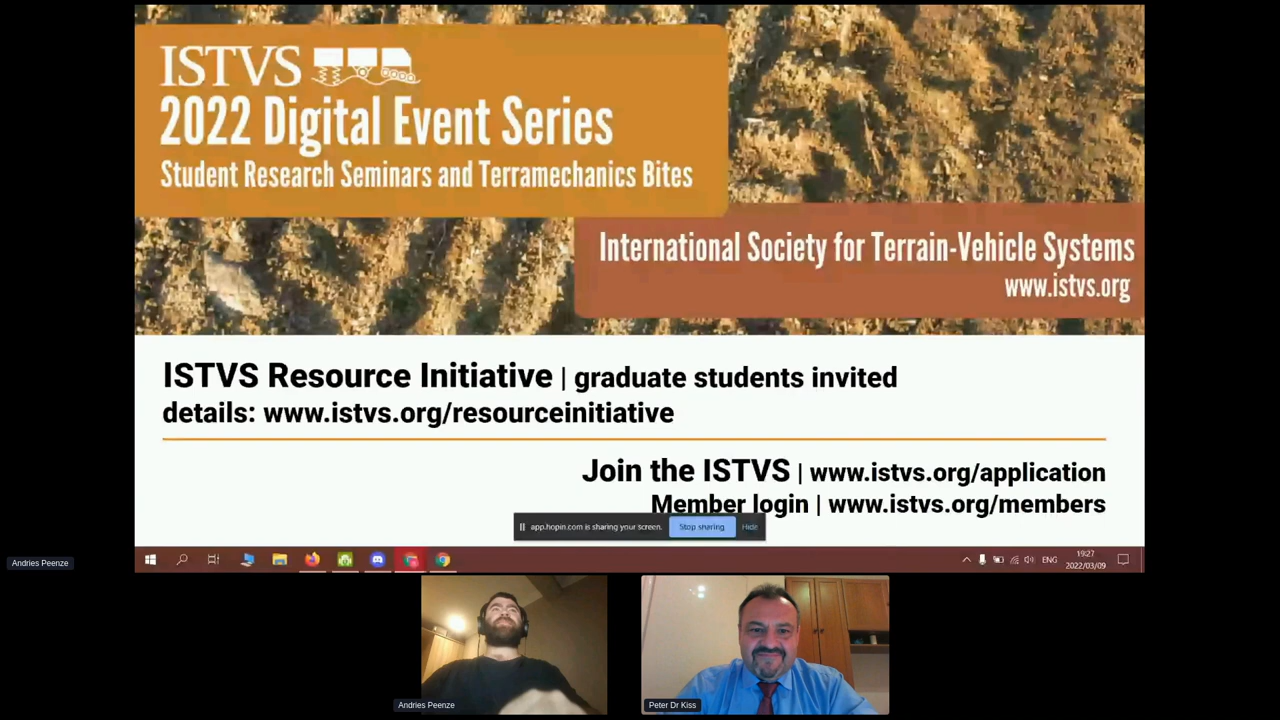 ISTVS
2022 Digital Event Series
Student Research Seminars and Terramechanics Bites
International Society for Terrain-Vehicle Systems
www.istvs.org
ISTVS Resource Initiative | graduate students invited
details: www.istvs.org/resourceinitiative
Join the ISTVS | www.istvs.org/application
Member login | www.istvs.org/members
app.hopin.com is sharing your screen. Stop sharing Hide
ENG
19:27
2022/03/09
Andries Peenze
Andries Peenze
Peter Dr Kiss